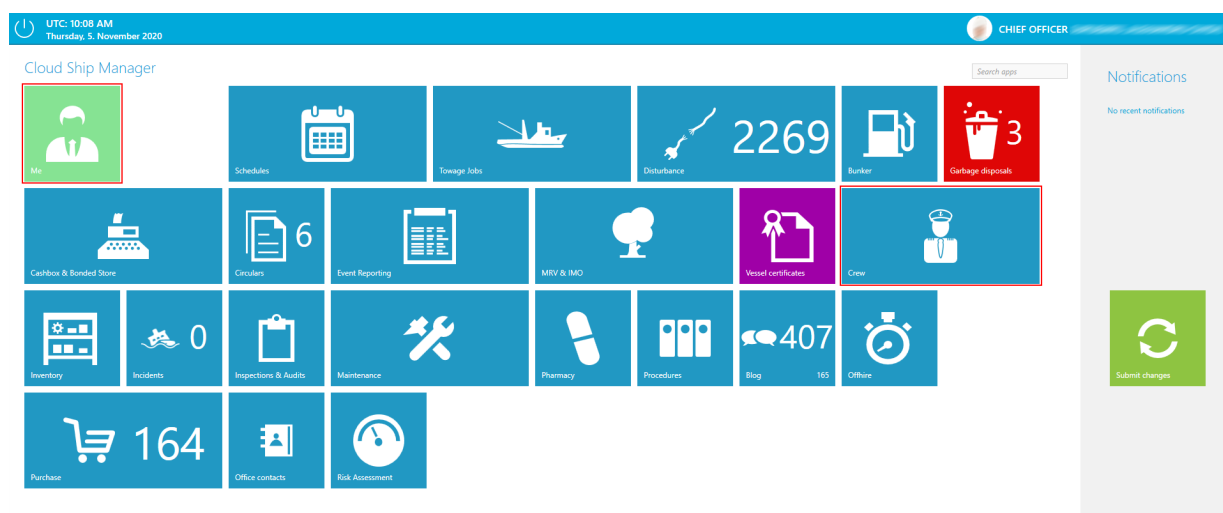 UTC: 10:08 AM
Thursday, 5. November 2020
CHIEF OFFICER
Cloud Ship Manager
Search apps
Notifications
No recent notifications
Me
Schedules
Towage Jobs
2269
Disturbance
Bunker
3
Garbage disposals
Cashbox & Bonded Store
6
Circulars
Event Reporting
MRV & IMO
Vessel certificates
Crew
Inventory
0
Incidents
Inspections & Audits
Maintenance
Pharmacy
Procedures
407
Blog 165
Offhire
Submit changes
164
Purchase
Office contacts
Risk Assessment